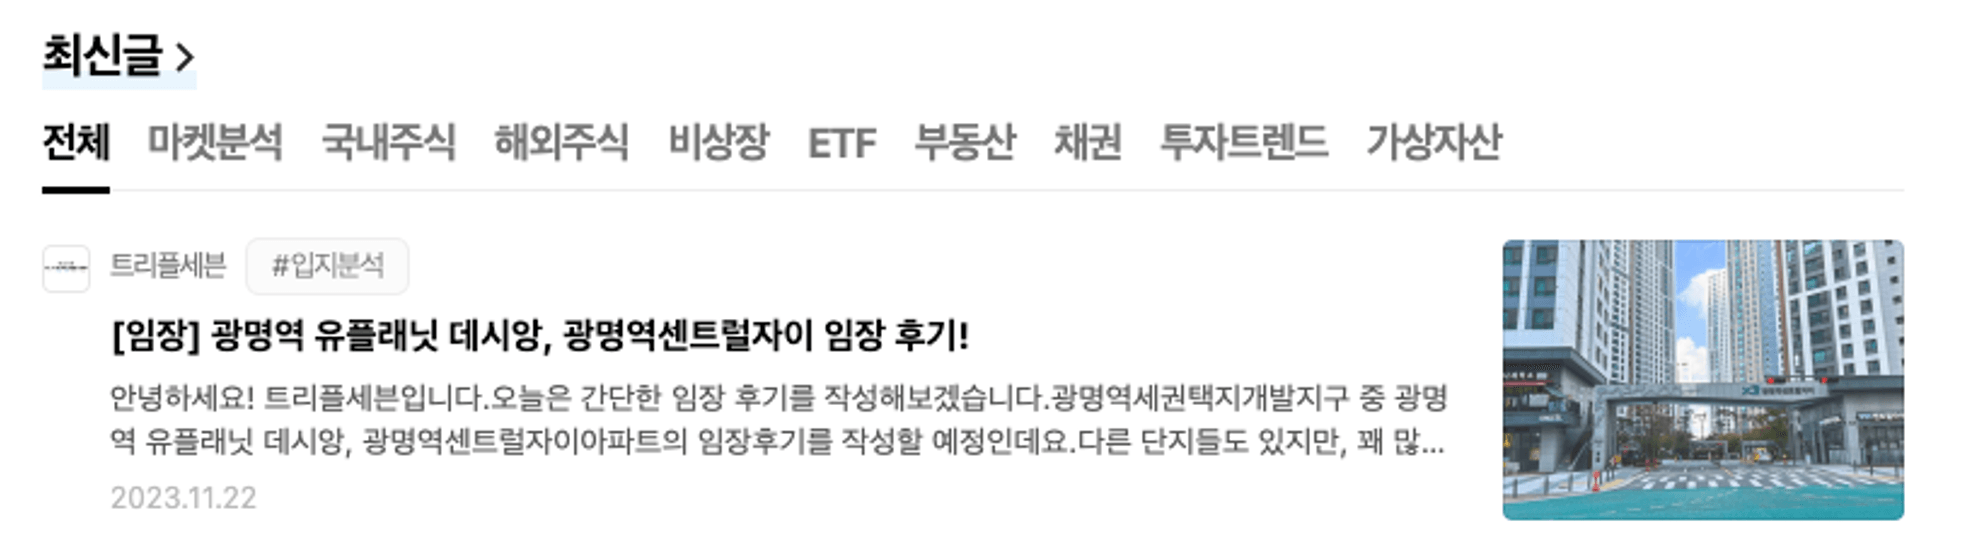 최신글 >
전체 마켓분석 국내주식 해외주식 비상장 ETF 부동산 채권 투자트렌드 가상자산
트리플세븐 #입지분석
[임장] 광명역 유플래닛 데시앙, 광명역센트럴자이 임장 후기!
안녕하세요! 트리플세븐입니다.오늘은 간단한 임장 후기를 작성해보겠습니다.광명역세권택지개발지구 중 광명
역 유플래닛 데시앙, 광명역센트럴자이아파트의 임장후기를 작성할 예정인데요.다른 단지들도 있지만, 꽤 많...
2023.11.22